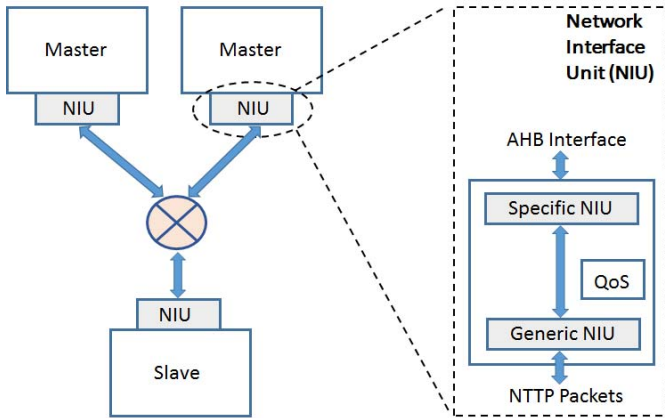 Master
Master
NIU
NIU
NIU
Slave
Network
Interface
Unit (NIU)
AHB Interface
Specific NIU
QoS
Generic NIU
NTTP Packets